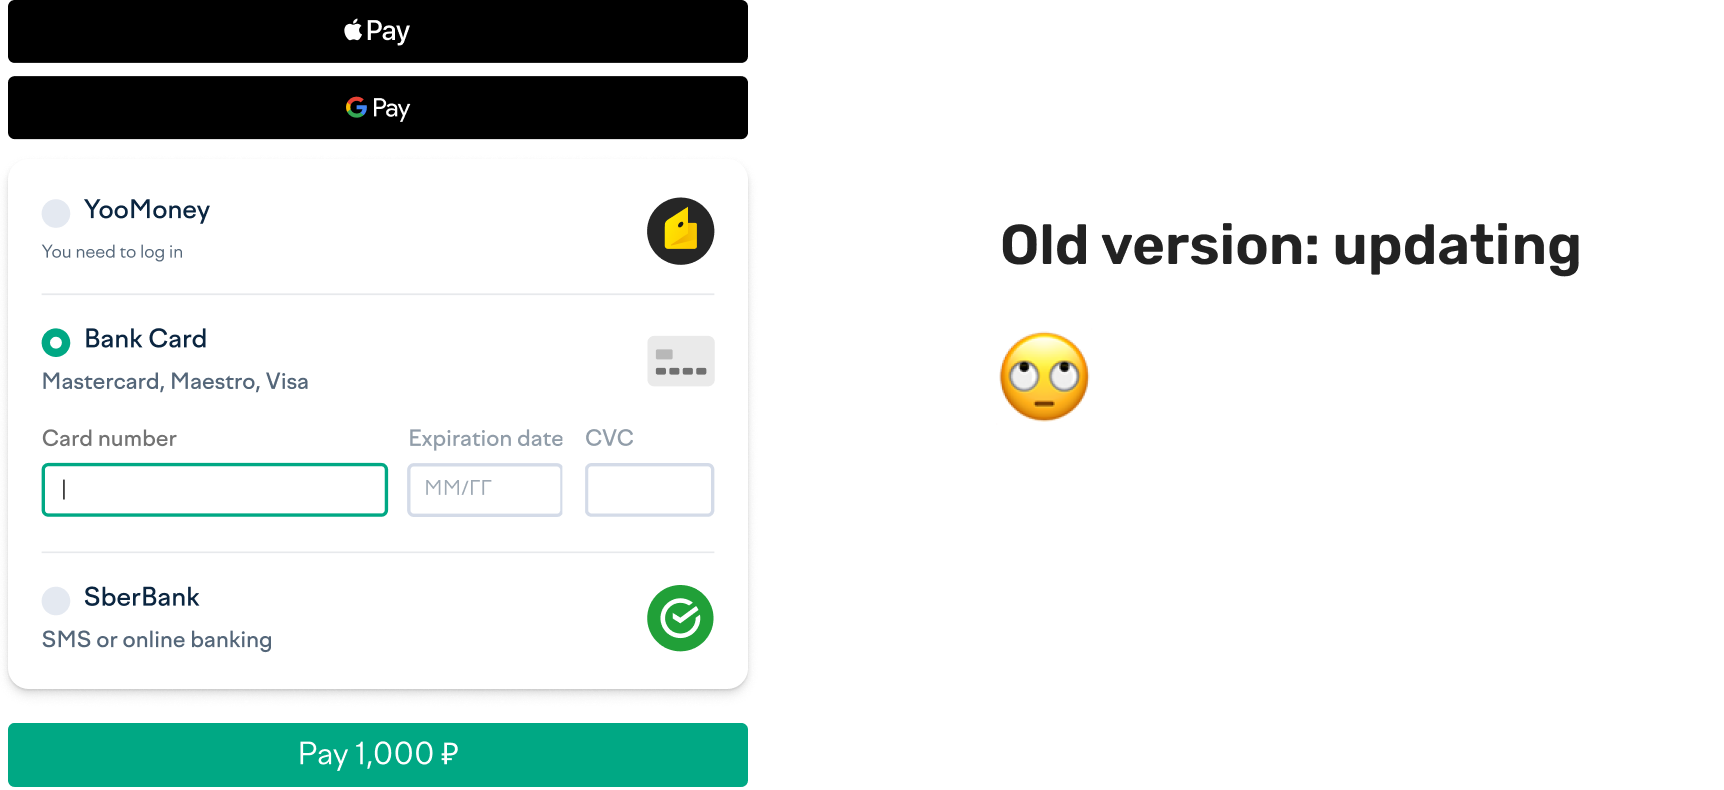 Pay
G Pay
YooMoney
You need to log in
Bank Card
Mastercard, Maestro, Visa
Card number
Expiration date
CVC
ММ/ГГ
SberBank
SMS or online banking
Pay 1,000 ₽
Old version: updating